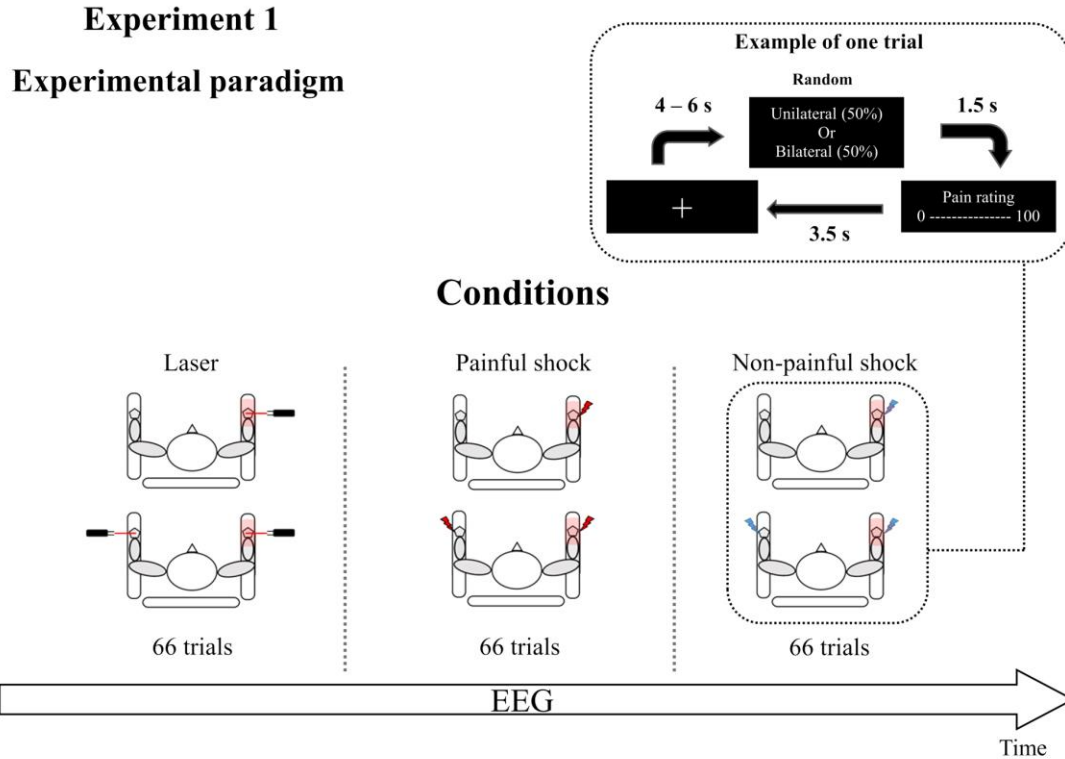 Experiment 1
Experimental paradigm
Example of one trial
Random
4 – 6 s
Unilateral (50%)
Or
Bilateral (50%)
1.5 s
+
Pain rating
0 --------------- 100
3.5 s
Conditions
Laser
Painful shock
Non-painful shock
66 trials
66 trials
66 trials
EEG
Time